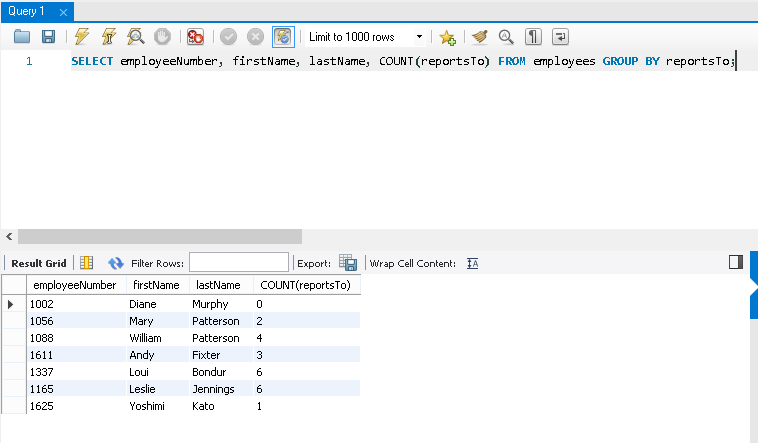 Query 1
Limit to 1000 rows
1 SELECT employeeNumber, firstName, lastName, COUNT(reportsTo) FROM employees GROUP BY reportsTo;
Result Grid Filter Rows: Export: Wrap Cell Content:
employeeNumber firstName lastName COUNT(reportsTo)
1002 Diane Murphy 0
1056 Mary Patterson 2
1088 William Patterson 4
1611 Andy Fixter 3
1337 Loui Bondur 6
1165 Leslie Jennings 6
1625 Yoshimi Kato 1